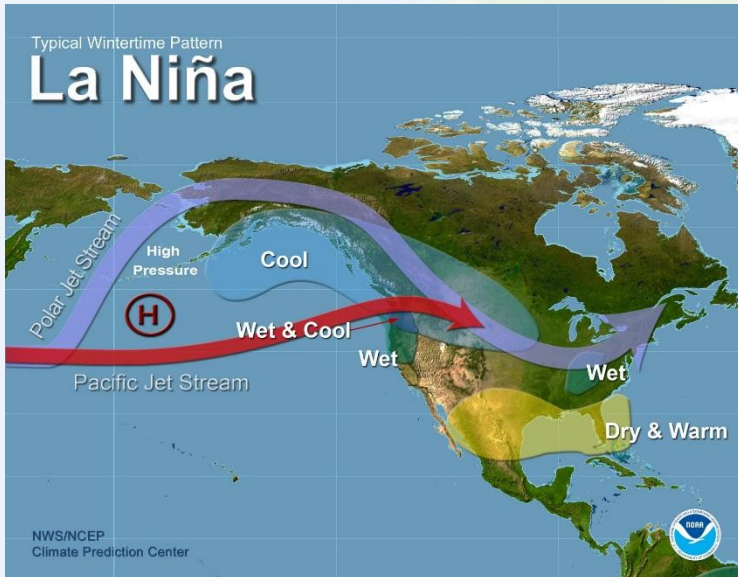 Typical Wintertime Pattern
La Niña
Polar Jet Stream
High
Pressure
H
Cool
Wet & Cool
Wet
Pacific Jet Stream
Wet
Dry & Warm
NWS/NCEP
Climate Prediction Center
NOAA